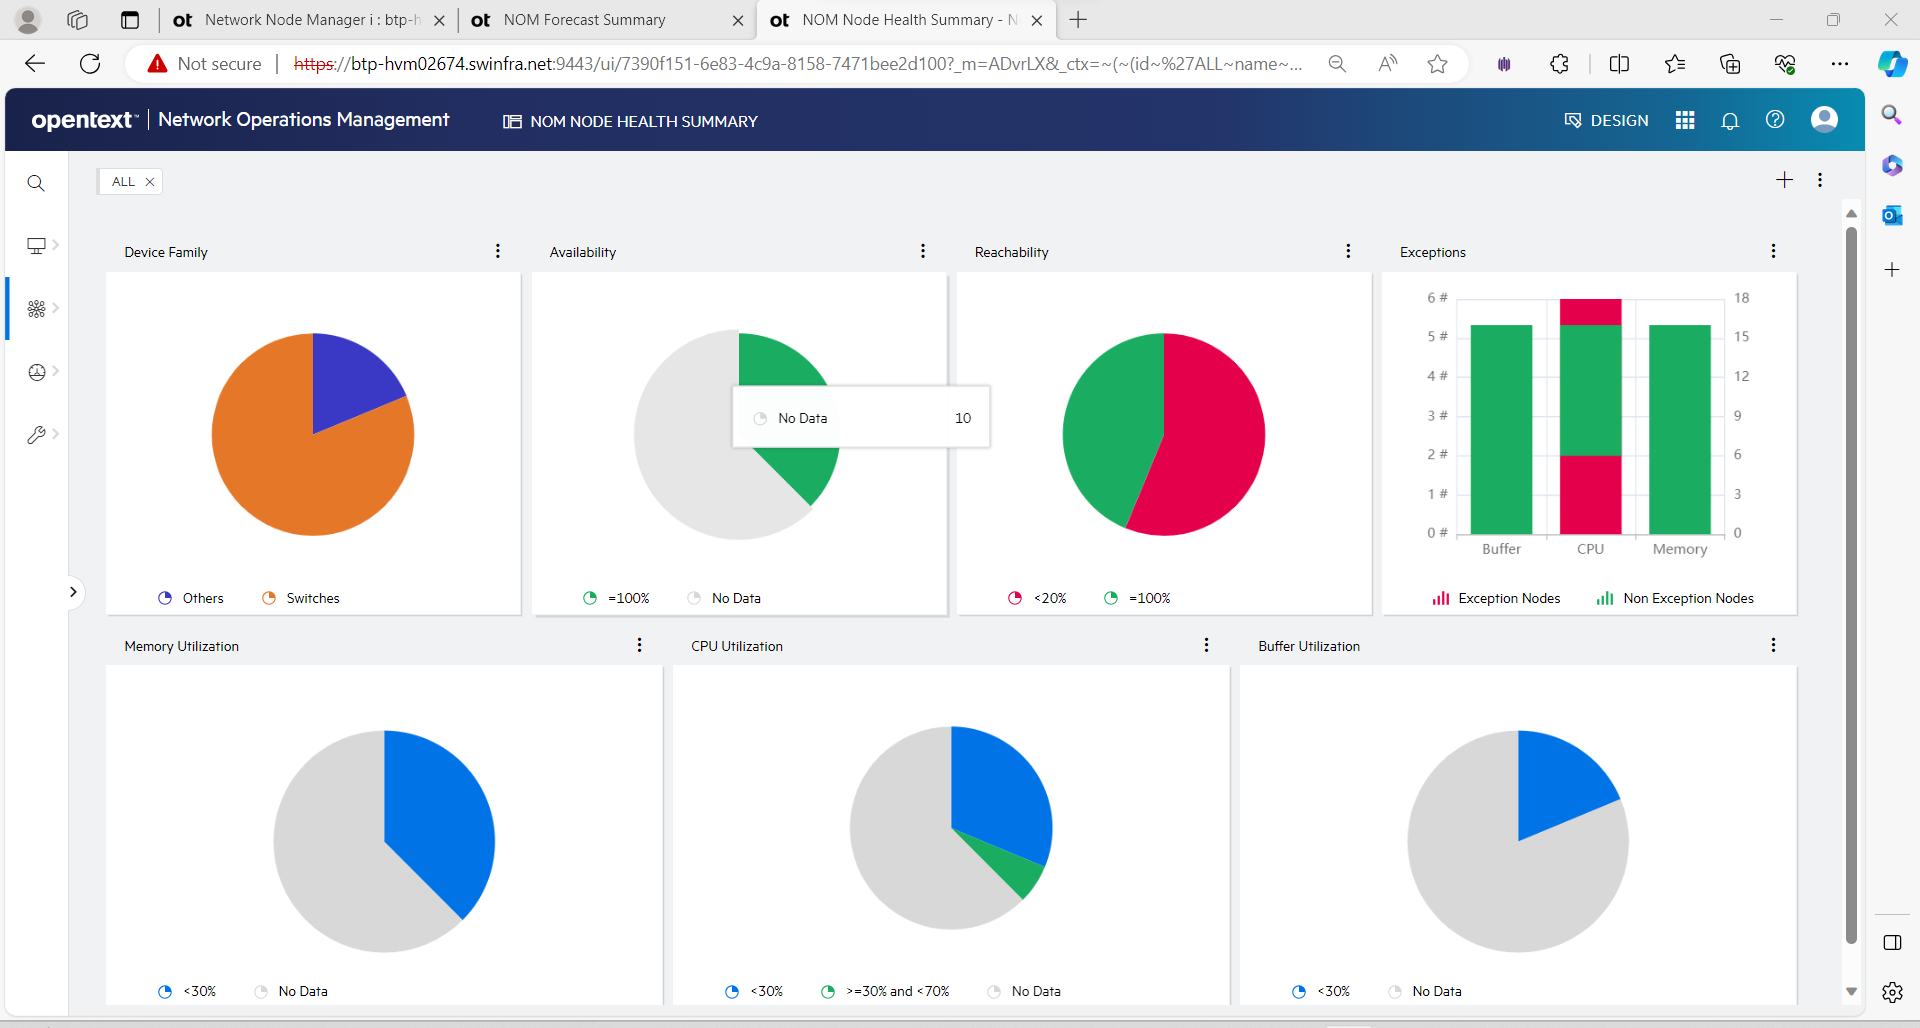 ot Network Node Manager i : btp-h
ot NOM Forecast Summary
ot NOM Node Health Summary - N
Not secure
https://btp-hvm02674.swinfra.net:9443/ui/7390f151-6e83-4c9a-8158-7471bee2d100?_m=ADvrLX&_ctx=~(~(id~%27ALL~name~...
opentext™ | Network Operations Management
NOM NODE HEALTH SUMMARY
DESIGN
ALL
Device Family
Others
Switches
Availability
No Data 10
=100%
No Data
Reachability
<20%
=100%
Exceptions
6 # 18
5 # 15
4 # 12
3 # 9
2 # 6
1 # 3
0 # 0
Buffer CPU Memory
Exception Nodes
Non Exception Nodes
Memory Utilization
<30%
No Data
CPU Utilization
<30%
>=30% and <70%
No Data
Buffer Utilization
<30%
No Data